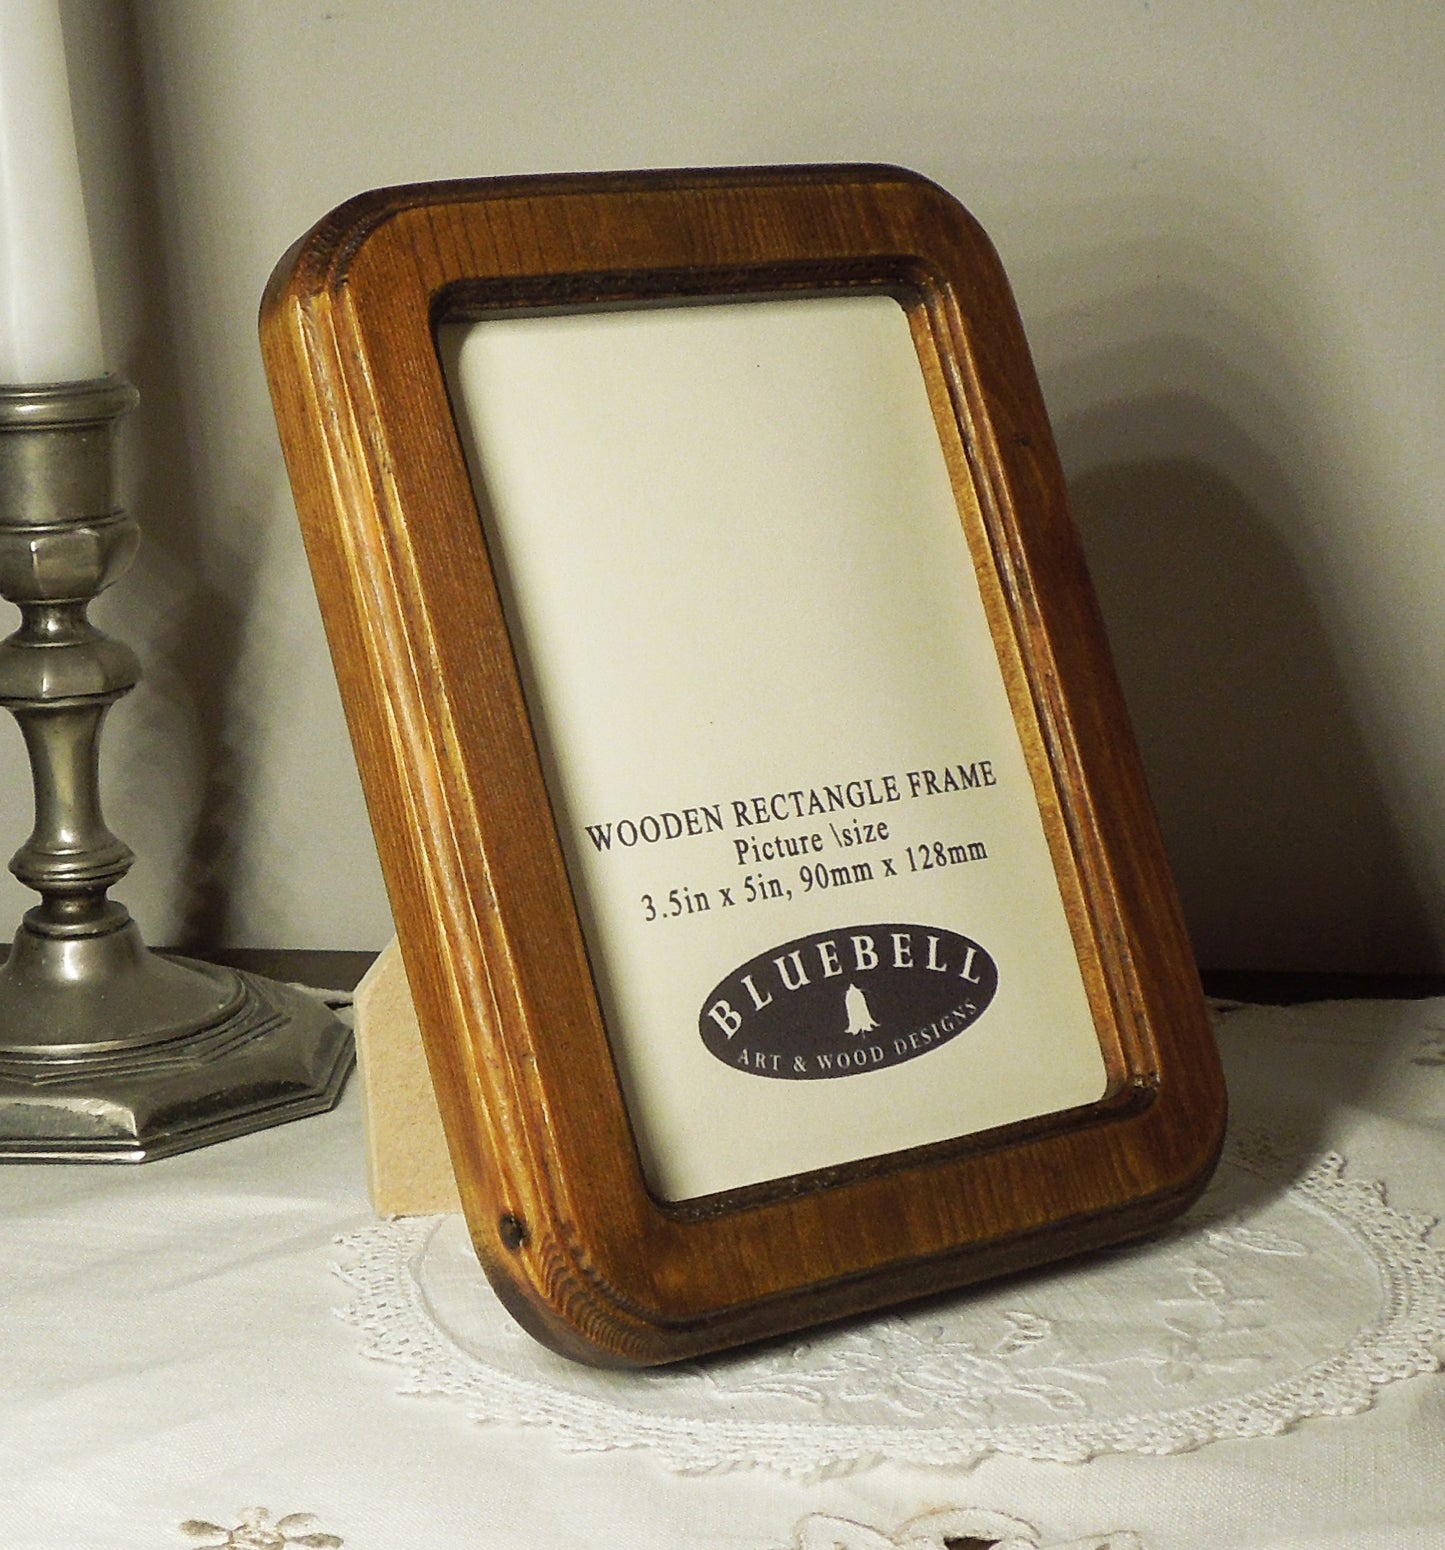 WOODEN RECTANGLE FRAME
Picture \size
3.5in x 5in, 90mm x 128mm
BLUEBELL
ART & WOOD DESIGNS